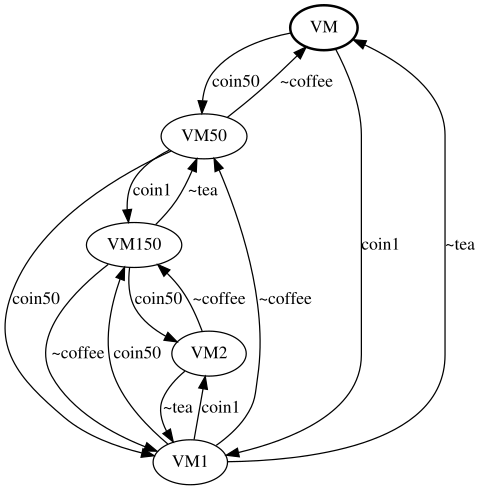 VM
coin50
~coffee
VM50
coin1
~tea
VM150
coin1
~tea
coin50
~coffee
coin50
coin50
~coffee
~coffee
VM2
~tea
coin1
VM1